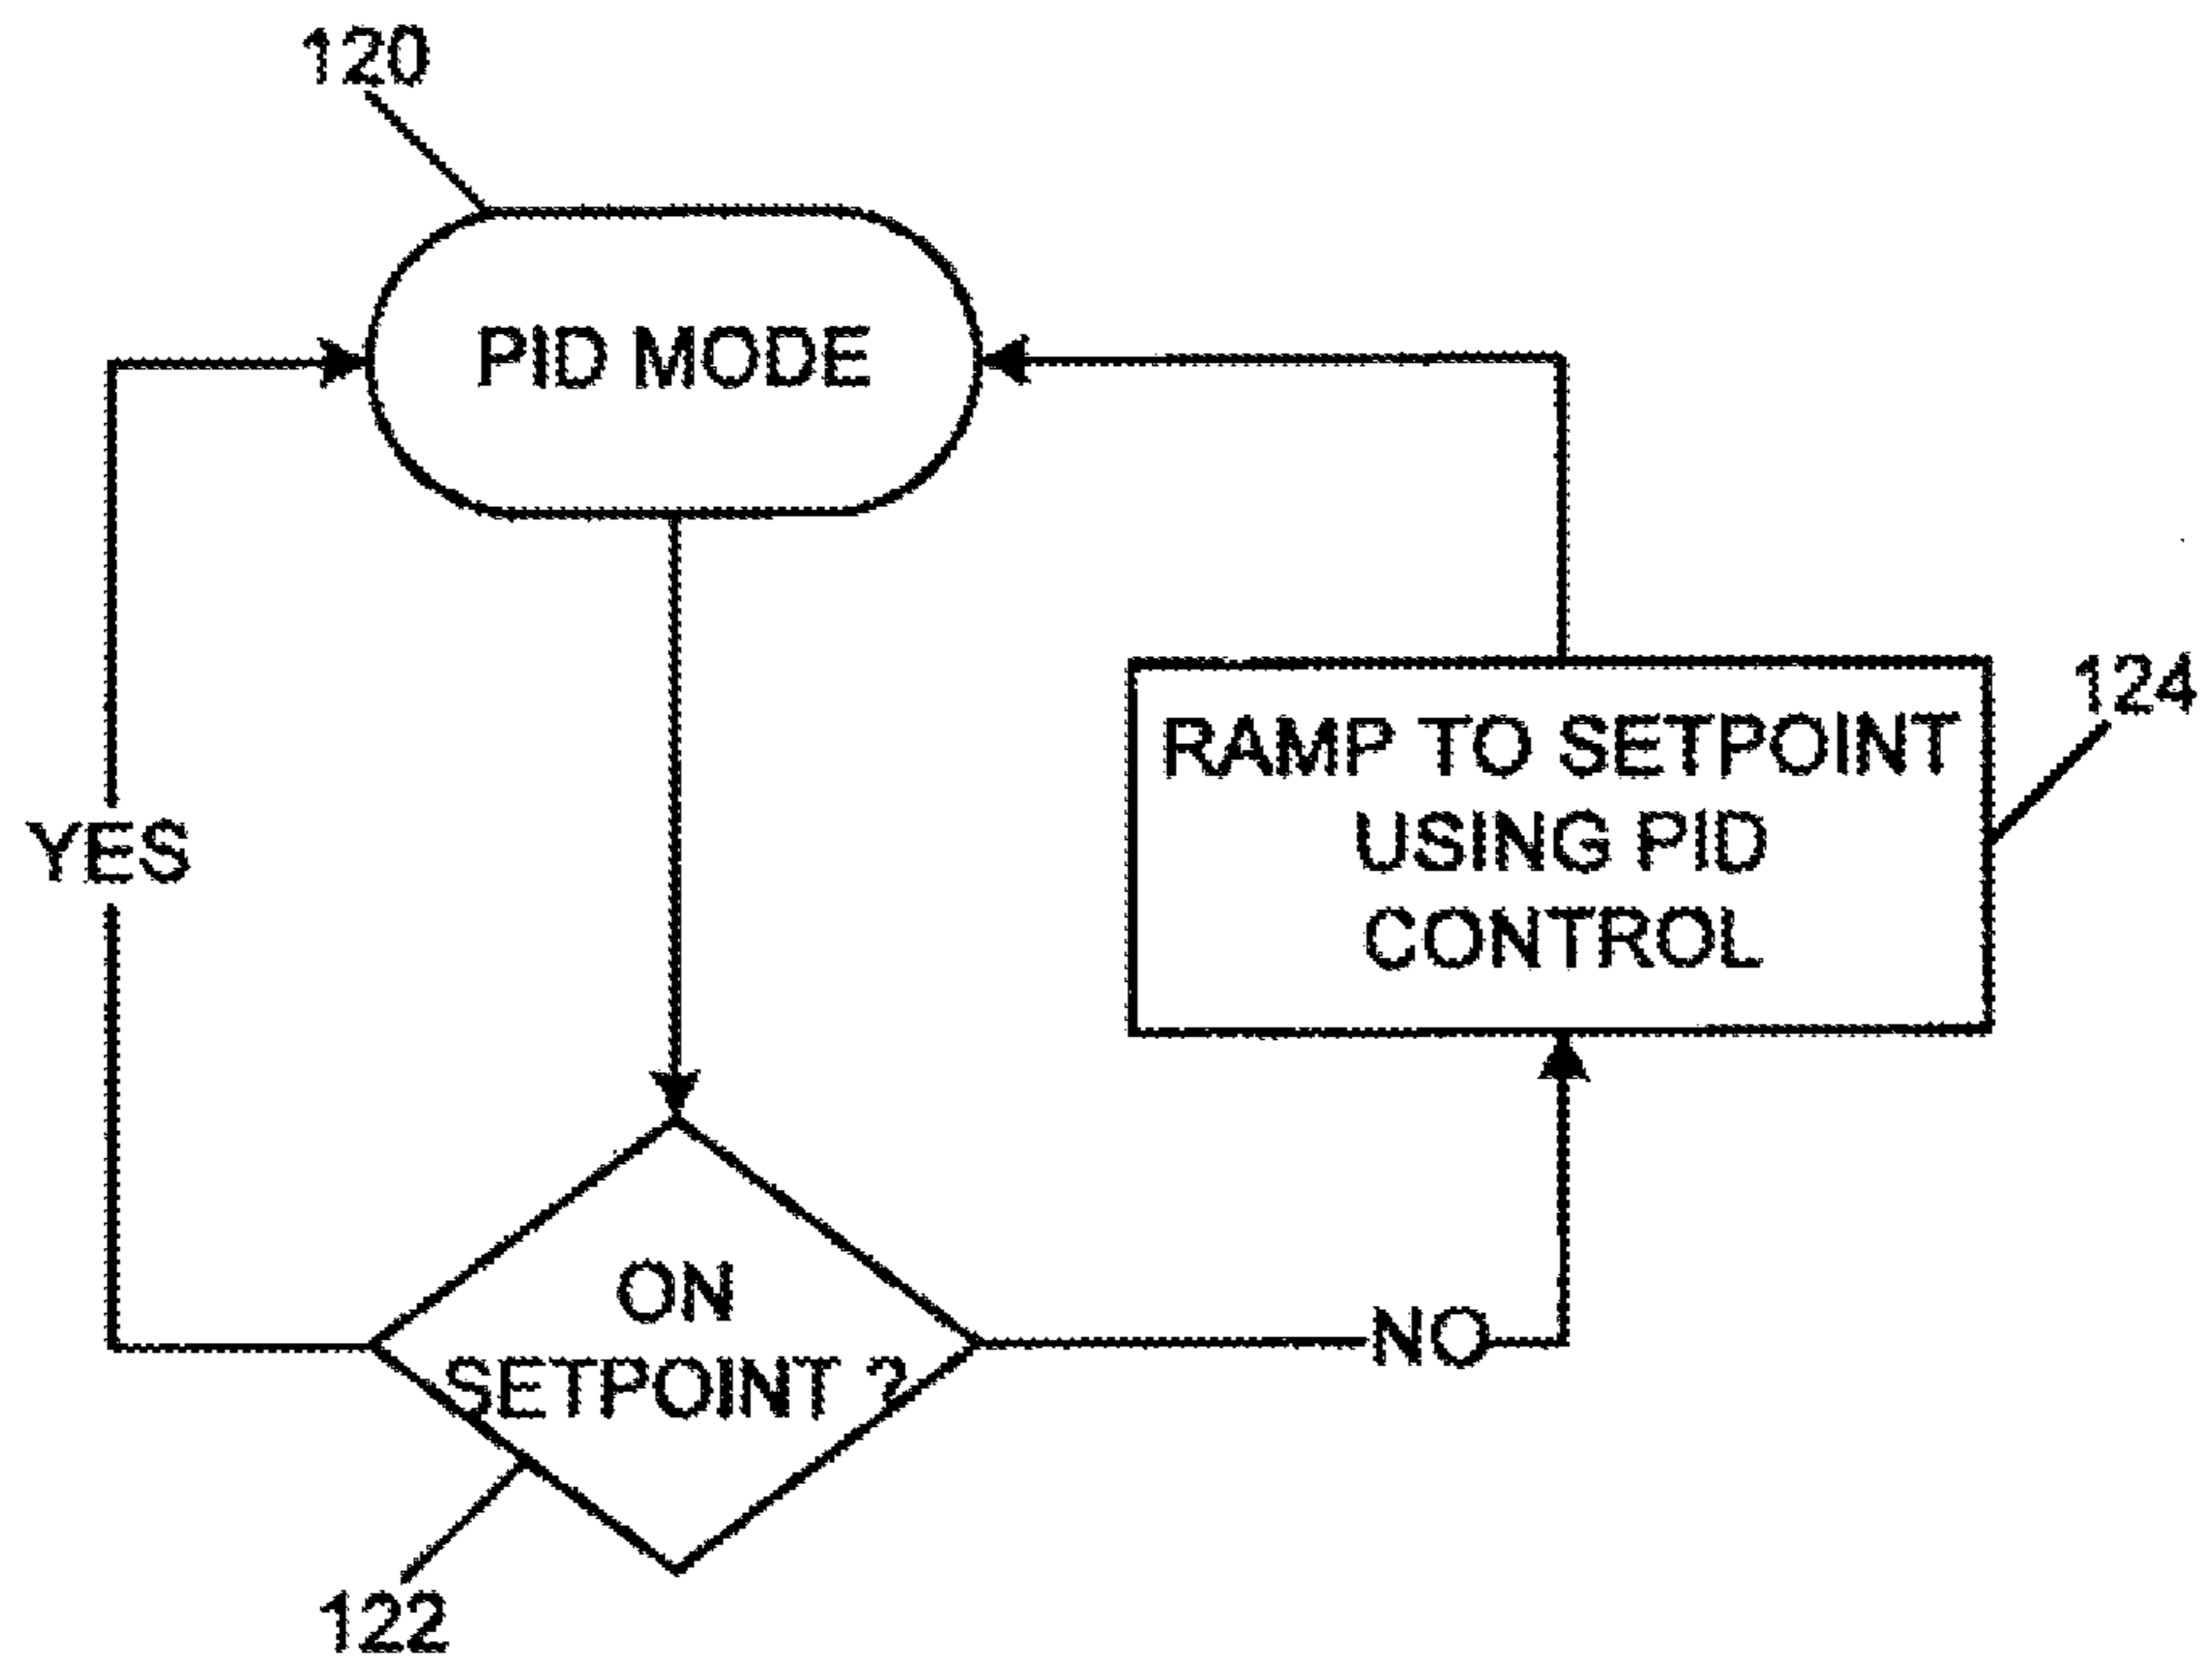 120
PID MODE
YES
RAMP TO SETPOINT
USING PID
CONTROL
124
ON
SETPOINT ?
NO
122